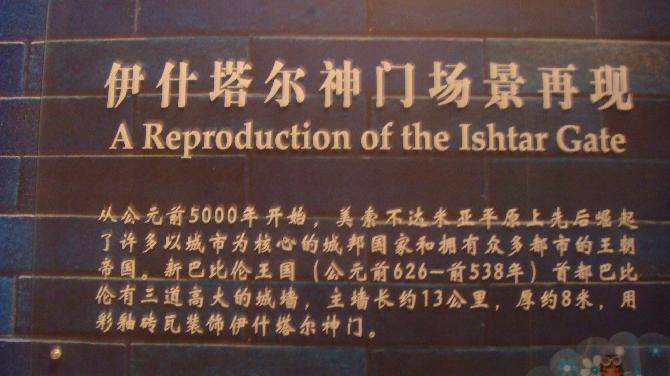 伊什塔尔神门场景再现
A Reproduction of the Ishtar Gate
从公元前5000年开始，美索不达米亚平原上先后崛起
了许多以城市为核心的城邦国家和拥有众多都市的王朝
帝国。新巴比伦王国（公元前626—前538年）首都巴比
伦有三道高大的城墙，主墙长约13公里，厚约8米，用
彩釉砖瓦装饰伊什塔尔神门。